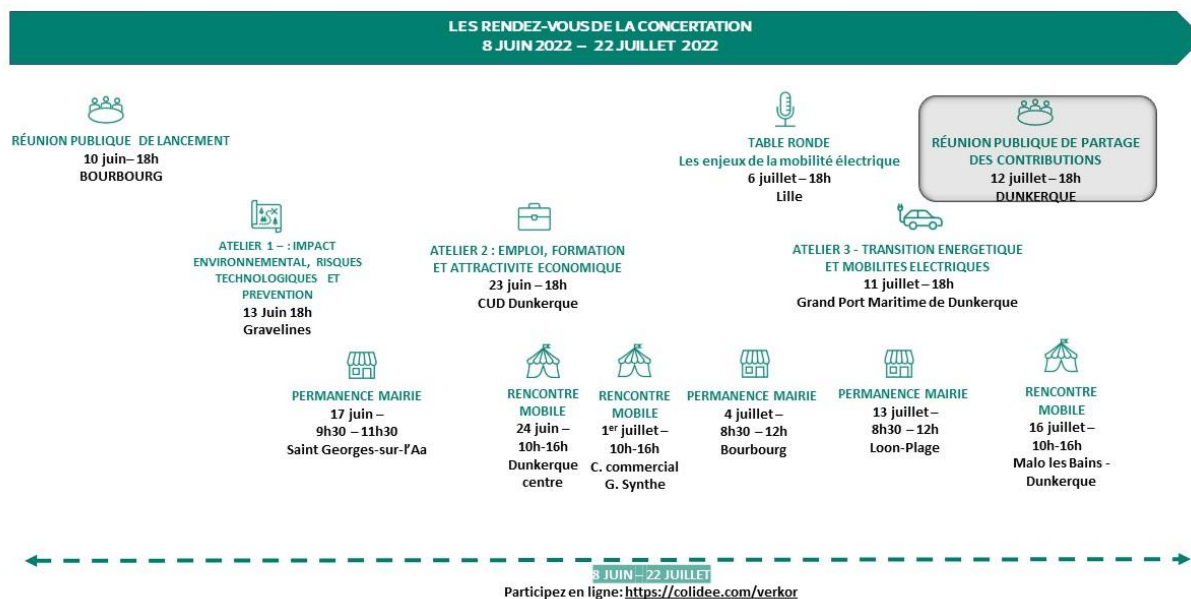 LES RENDEZ-VOUS DE LA CONCERTATION
8 JUIN 2022 – 22 JUILLET 2022
RÉUNION PUBLIQUE DE LANCEMENT
10 juin– 18h
BOURBOURG
TABLE RONDE
Les enjeux de la mobilité électrique
6 juillet – 18h
Lille
RÉUNION PUBLIQUE DE PARTAGE
DES CONTRIBUTIONS
12 juillet – 18h
DUNKERQUE
ATELIER 1 – : IMPACT
ENVIRONMENTAL, RISQUES
TECHNOLOGIQUES ET
PREVENTION
13 Juin 18h
Gravelines
ATELIER 2 : EMPLOI, FORMATION
ET ATTRACTIVITE ECONOMIQUE
23 juin – 18h
CUD Dunkerque
ATELIER 3 - TRANSITION ENERGETIQUE
ET MOBILITES ELECTRIQUES
11 juillet – 18h
Grand Port Maritime de Dunkerque
PERMANENCE MAIRIE
17 juin –
9h30 – 11h30
Saint Georges-sur-l’Aa
RENCONTRE
MOBILE
24 juin –
10h-16h
Dunkerque
centre
RENCONTRE
MOBILE
1er juillet –
10h-16h
C. commercial
G. Synthe
PERMANENCE MAIRIE
4 juillet –
8h30 – 12h
Bourbourg
PERMANENCE MAIRIE
13 juillet –
8h30 – 12h
Loon-Plage
RENCONTRE
MOBILE
16 juillet –
10h-16h
Malo les Bains -
Dunkerque
8 JUIN – 22 JUILLET
Participez en ligne: https://colidee.com/verkor